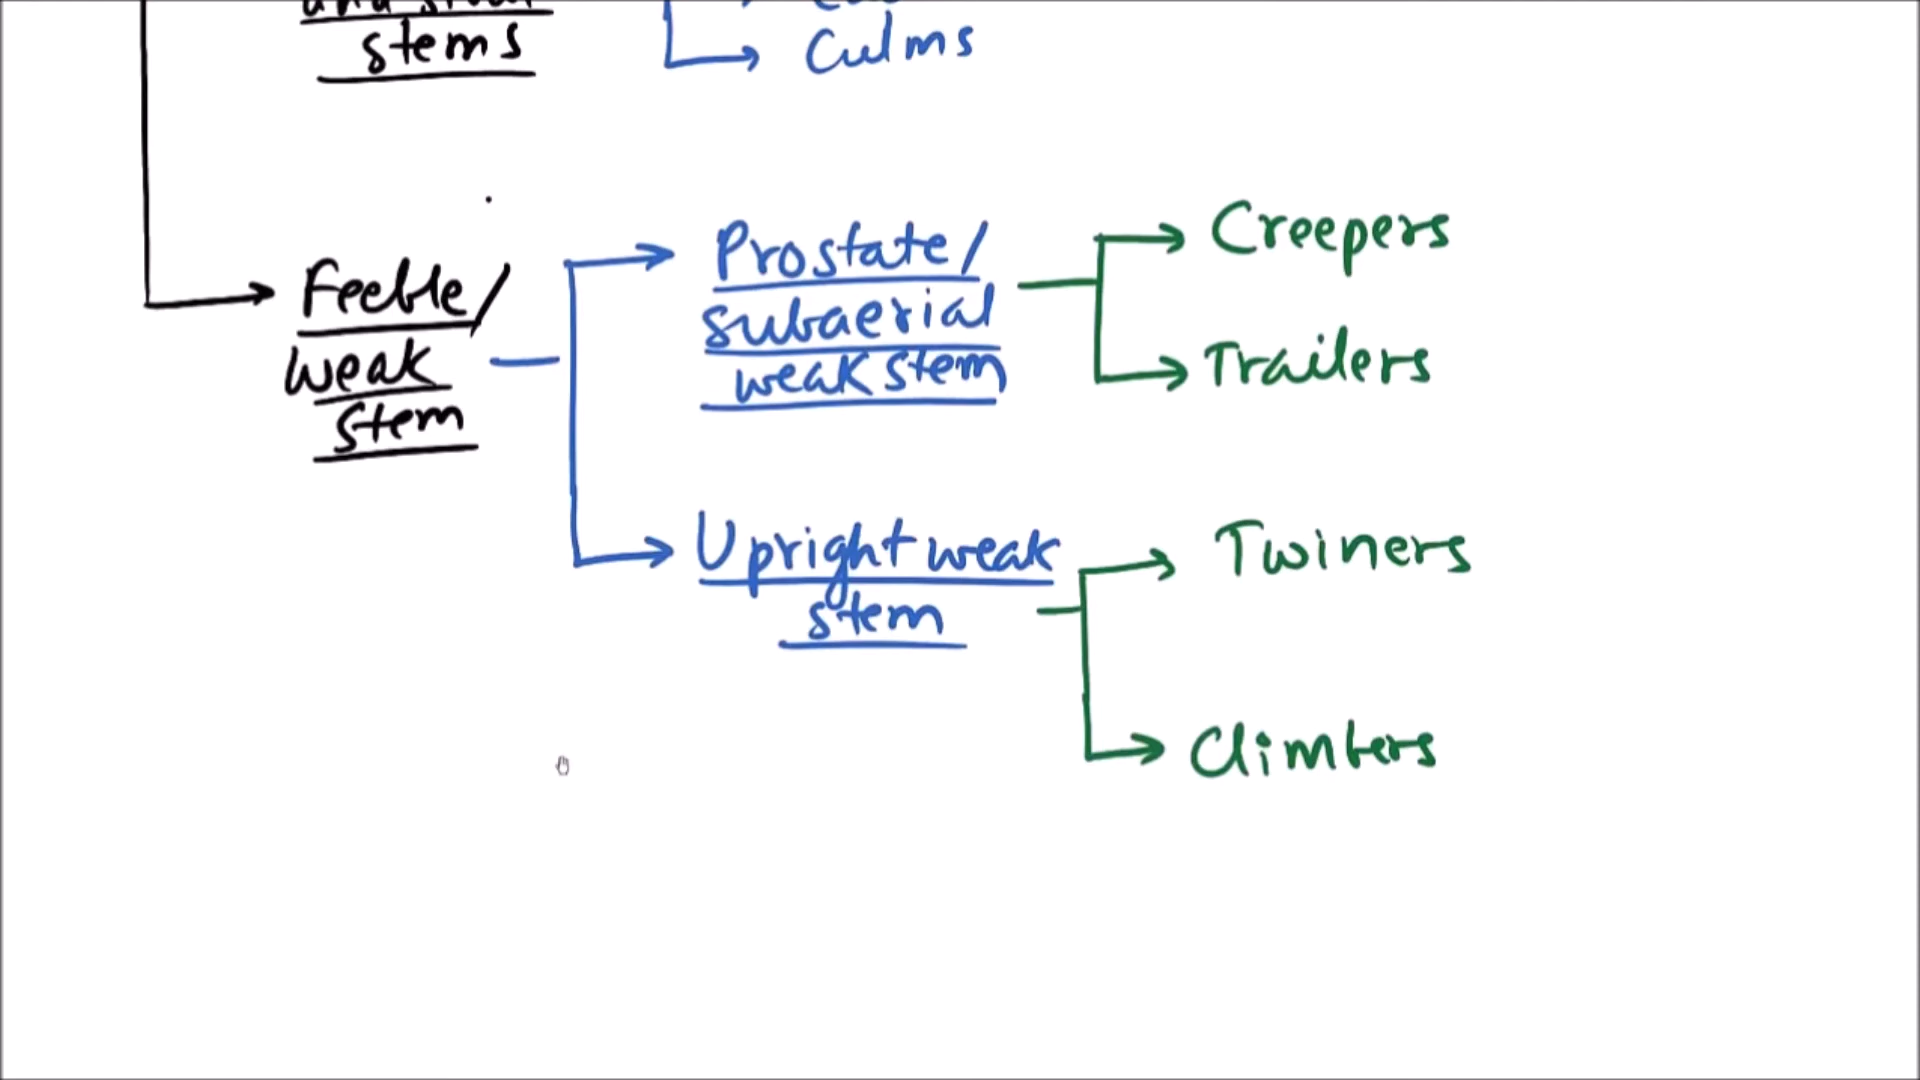 stems
Culms
Feeble/
weak
stem
Prostate/
subaerial
weak stem
Creepers
Trailers
Upright weak
stem
Twiners
Climbers